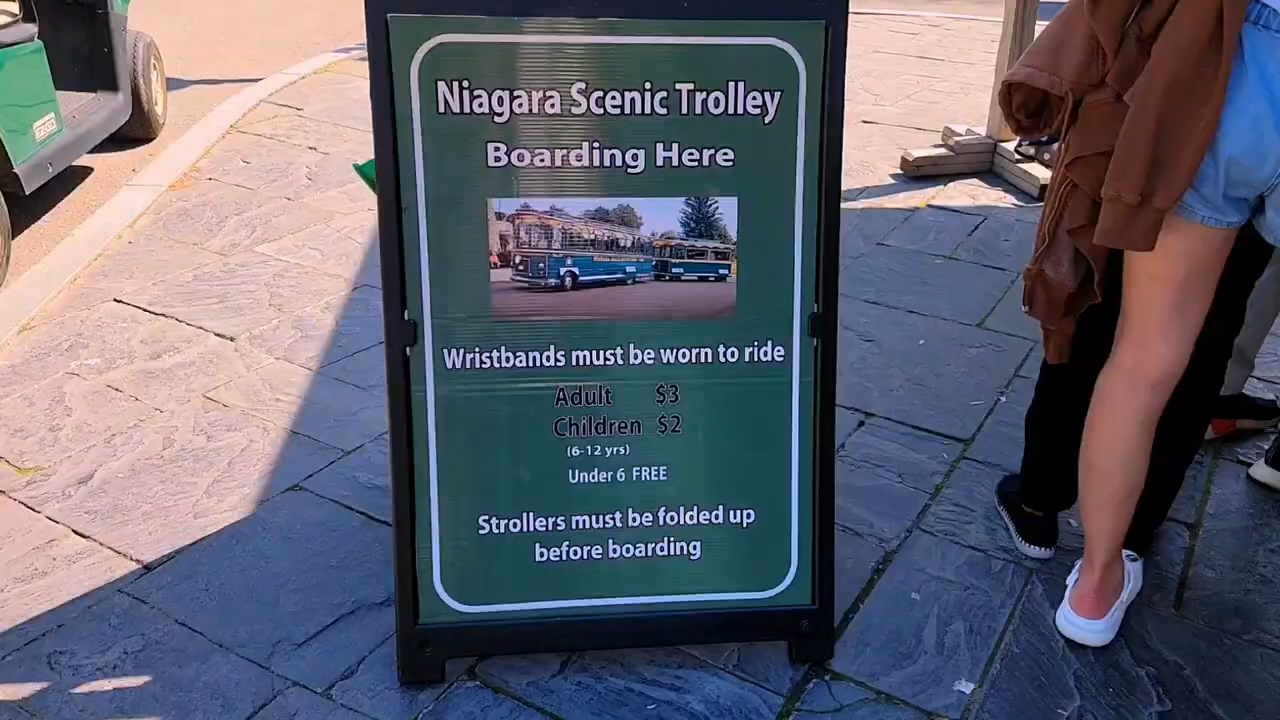 Niagara Scenic Trolley
Boarding Here
Wristbands must be worn to ride
Adult $3
Children $2
(6-12 yrs)
Under 6 FREE
Strollers must be folded up
before boarding